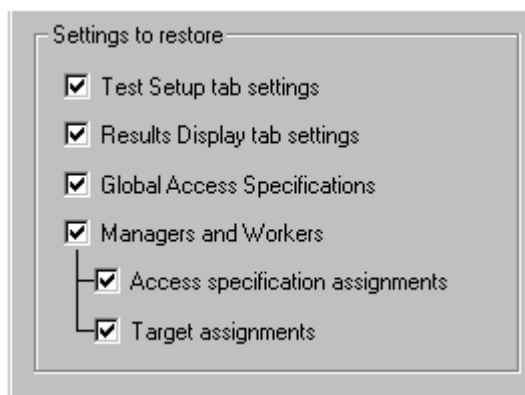 Settings to restore
Test Setup tab settings
Results Display tab settings
Global Access Specifications
Managers and Workers
Access specification assignments
Target assignments